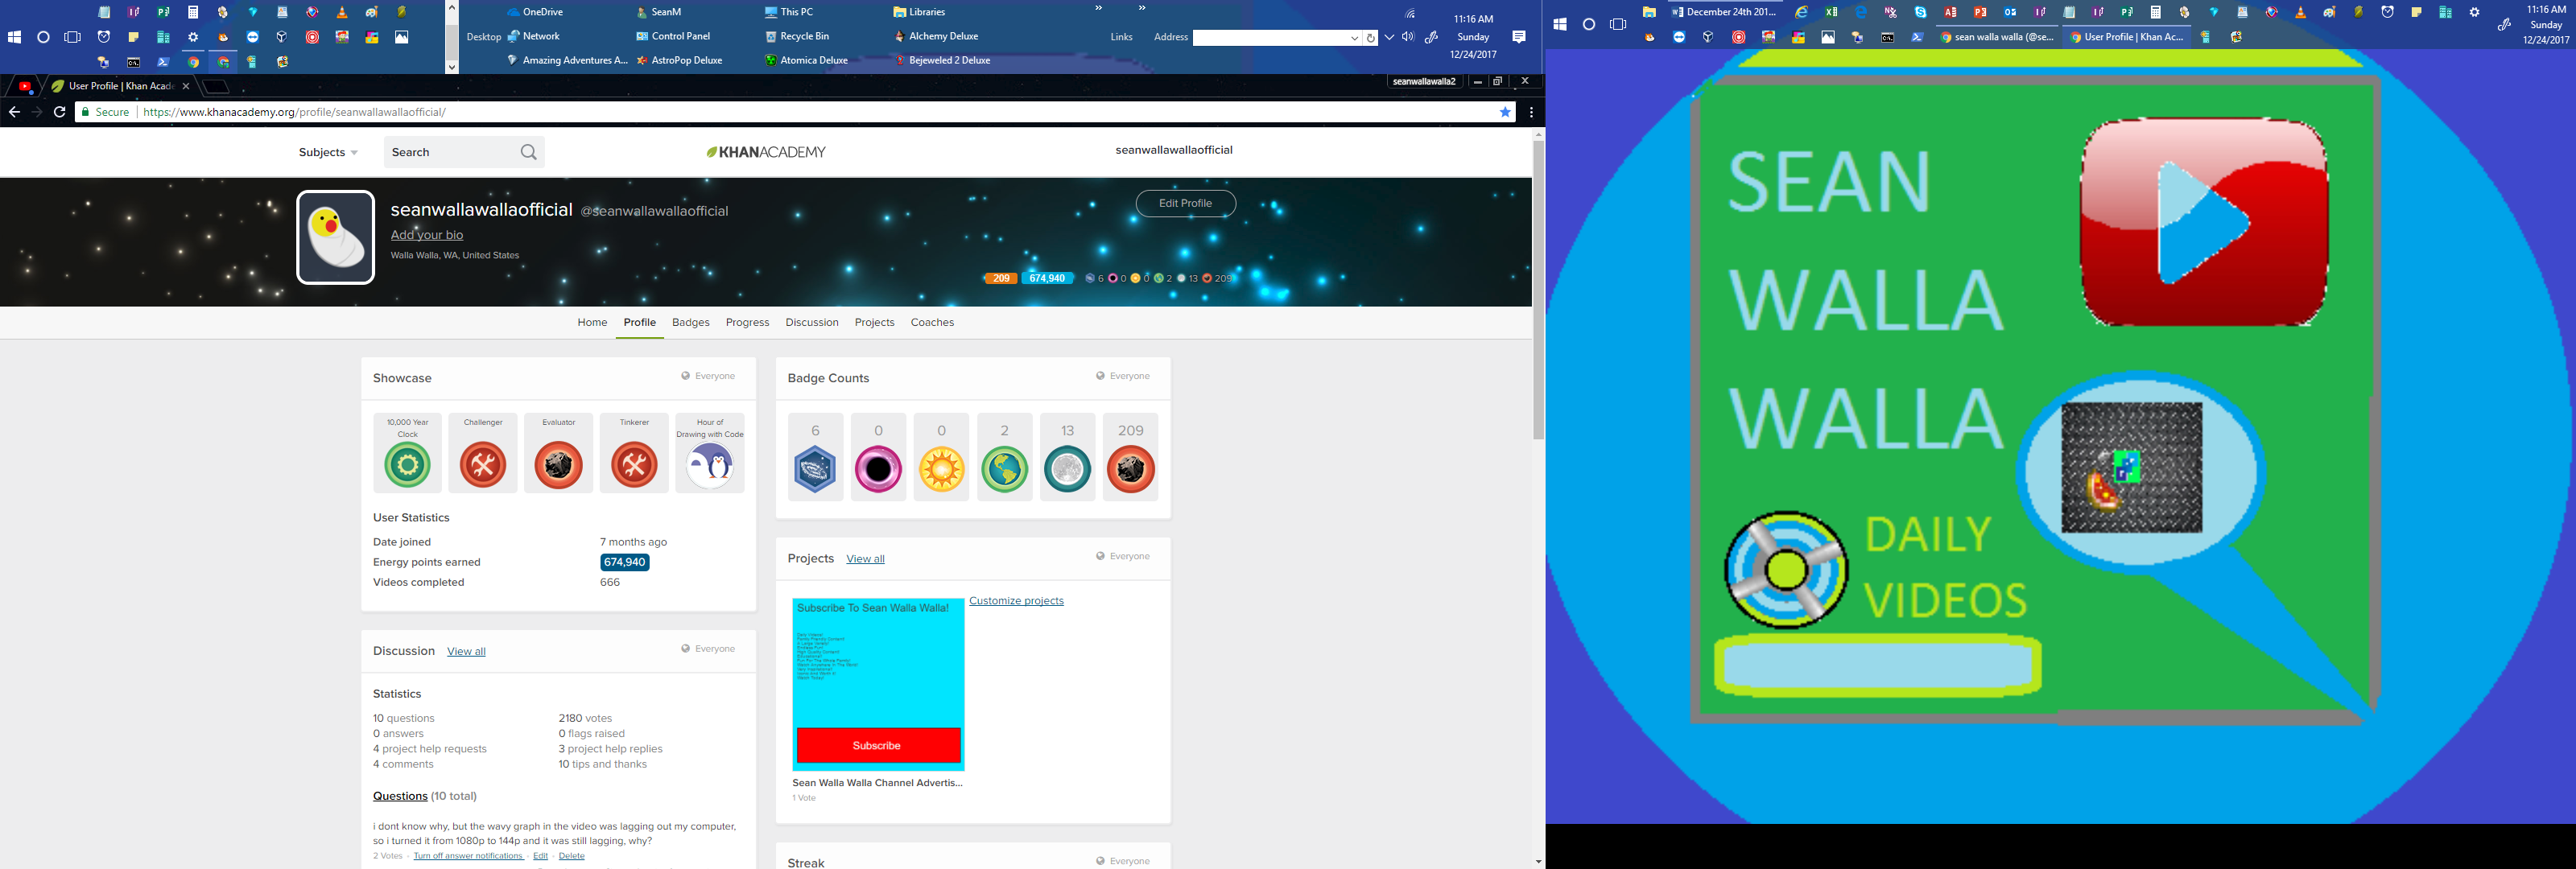 OneDrive
SeanM
This PC
Libraries
Desktop
Network
Control Panel
Recycle Bin
Alchemy Deluxe
Links
Address
Amazing Adventures A...
AstroPop Deluxe
Atomica Deluxe
Bejeweled 2 Deluxe
11:16 AM
Sunday
12/24/2017
December 24th 201...
sean walla walla (@se...
User Profile | Khan Ac...
11:16 AM
Sunday
12/24/2017
User Profile | Khan Acade
seanwallawalla2
Secure
https://www.khanacademy.org/profile/seanwallawallaofficial/
Subjects
Search
KHANACADEMY
seanwallawallaofficial
seanwallawallaofficial @seanwallawallaofficial
Edit Profile
Add your bio
Walla Walla, WA, United States
209 674,940 6 0 0 2 13 209
Home Profile Badges Progress Discussion Projects Coaches
Showcase
Everyone
10,000 Year Clock
Challenger
Evaluator
Tinkerer
Hour of Drawing with Code
User Statistics
Date joined 7 months ago
Energy points earned 674,940
Videos completed 666
Discussion View all
Everyone
Statistics
10 questions 2180 votes
0 answers 0 flags raised
4 project help requests 3 project help replies
4 comments 10 tips and thanks
Questions (10 total)
i dont know why, but the wavy graph in the video was lagging out my computer,
so i turned it from 1080p to 144p and it was still lagging, why?
2 Votes • Turn off answer notifications • Edit • Delete
Badge Counts
Everyone
6 0 0 2 13 209
Projects View all
Everyone
Subscribe To Sean Walla Walla!
Customize projects
Subscribe
Sean Walla Walla Channel Advertis...
1 Vote
Streak
Everyone
SEAN
WALLA
WALLA
DAILY
VIDEOS